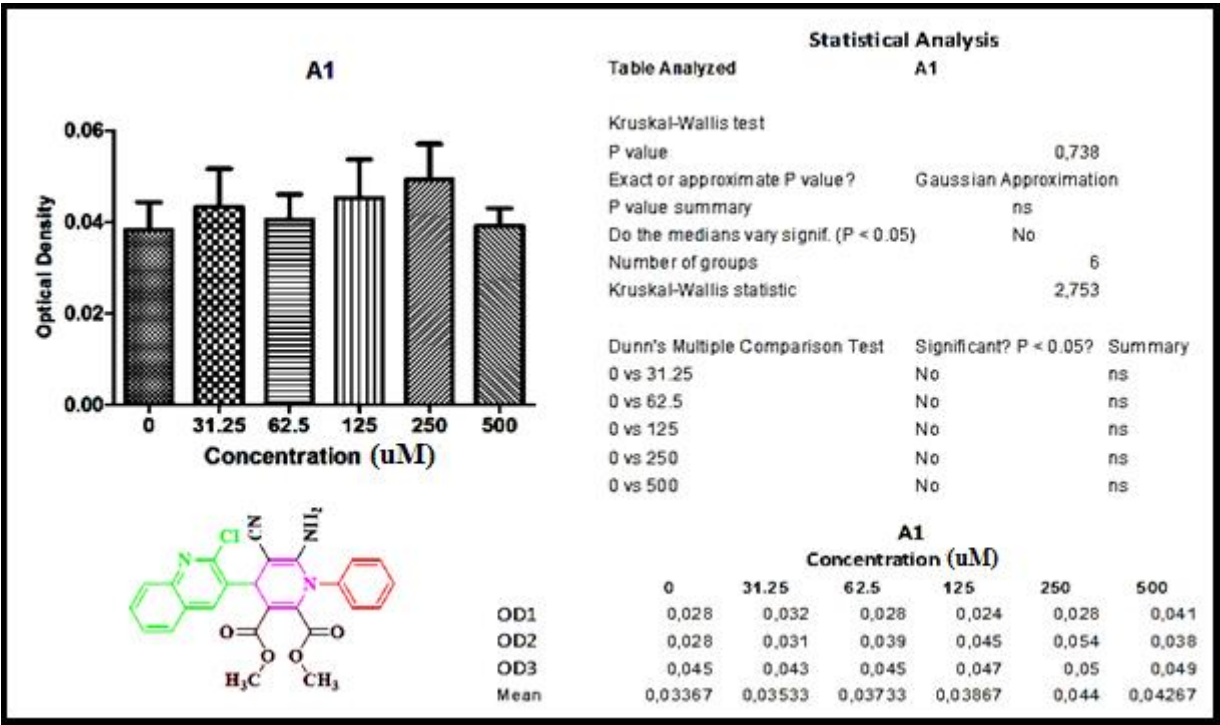 A1
0.06
0.04
0.02
0.00
Optical Density
0 31.25 62.5 125 250 500
Concentration (uM)
Cl
N
CN
NH2
N
O
O
O
O
H3C
CH3
Statistical Analysis
Table Analyzed A1
Kruskal-Wallis test
P value 0,738
Exact or approximate P value? Gaussian Approximation
P value summary ns
Do the medians vary signif. (P < 0.05) No
Number of groups 6
Kruskal-Wallis statistic 2,753
Dunn's Multiple Comparison Test Significant? P < 0.05? Summary
0 vs 31.25 No ns
0 vs 62.5 No ns
0 vs 125 No ns
0 vs 250 No ns
0 vs 500 No ns
A1
Concentration (uM)
0 31.25 62.5 125 250 500
OD1 0,028 0,032 0,028 0,024 0,028 0,041
OD2 0,028 0,031 0,039 0,045 0,054 0,038
OD3 0,045 0,043 0,045 0,047 0,05 0,049
Mean 0,03367 0,03533 0,03733 0,03867 0,044 0,04267